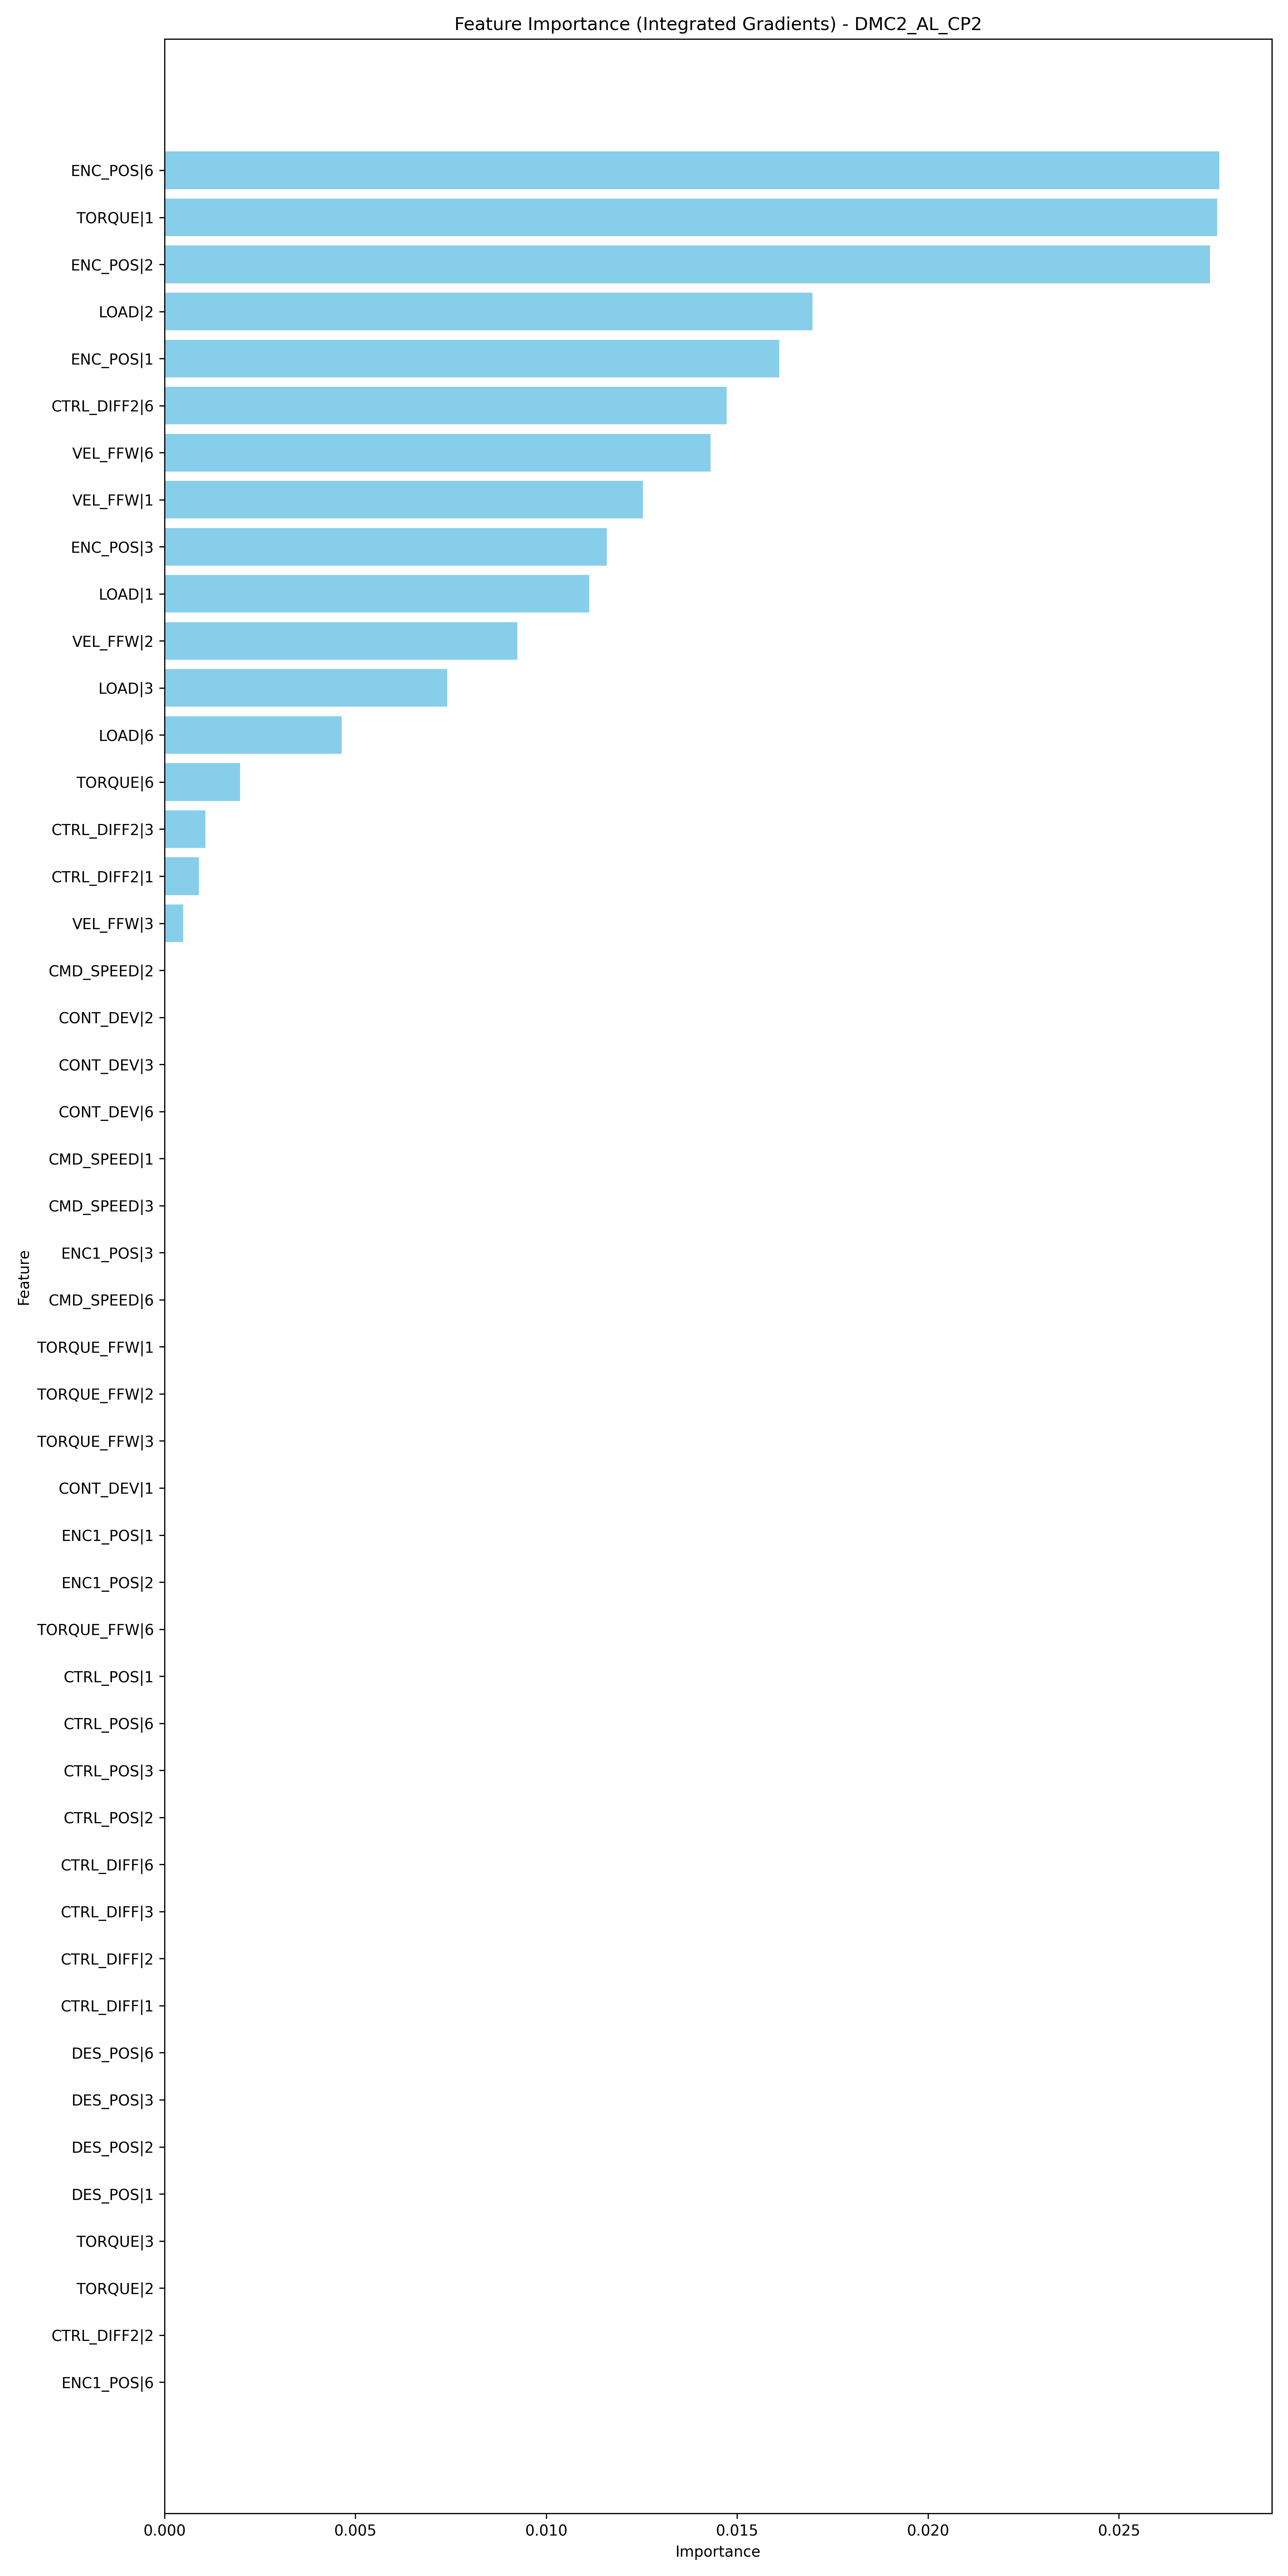 Feature Importance (Integrated Gradients) - DMC2_AL_CP2
ENC_POS|6
TORQUE|1
ENC_POS|2
LOAD|2
ENC_POS|1
CTRL_DIFF2|6
VEL_FFW|6
VEL_FFW|1
ENC_POS|3
LOAD|1
VEL_FFW|2
LOAD|3
LOAD|6
TORQUE|6
CTRL_DIFF2|3
CTRL_DIFF2|1
VEL_FFW|3
CMD_SPEED|2
CONT_DEV|2
CONT_DEV|3
CONT_DEV|6
CMD_SPEED|1
CMD_SPEED|3
ENC1_POS|3
CMD_SPEED|6
TORQUE_FFW|1
TORQUE_FFW|2
TORQUE_FFW|3
CONT_DEV|1
ENC1_POS|1
ENC1_POS|2
TORQUE_FFW|6
CTRL_POS|1
CTRL_POS|6
CTRL_POS|3
CTRL_POS|2
CTRL_DIFF|6
CTRL_DIFF|3
CTRL_DIFF|2
CTRL_DIFF|1
DES_POS|6
DES_POS|3
DES_POS|2
DES_POS|1
TORQUE|3
TORQUE|2
CTRL_DIFF2|2
ENC1_POS|6
Feature
0.000 0.005 0.010 0.015 0.020 0.025
Importance